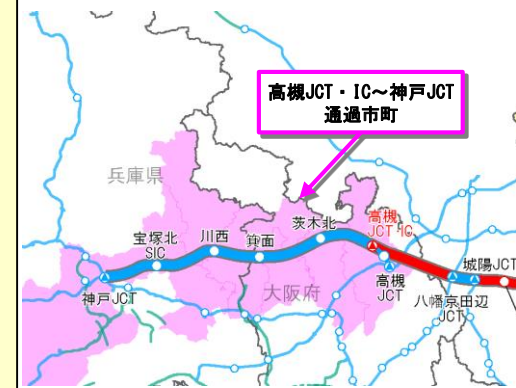 高槻JCT・IC～神戸JCT
通過市町
兵庫県
宝塚北
SIC
川西
箕面
茨木北
高槻
JCT・IC
城陽JCT
神戸JCT
大阪府
高槻
JCT
八幡京田辺
JCT